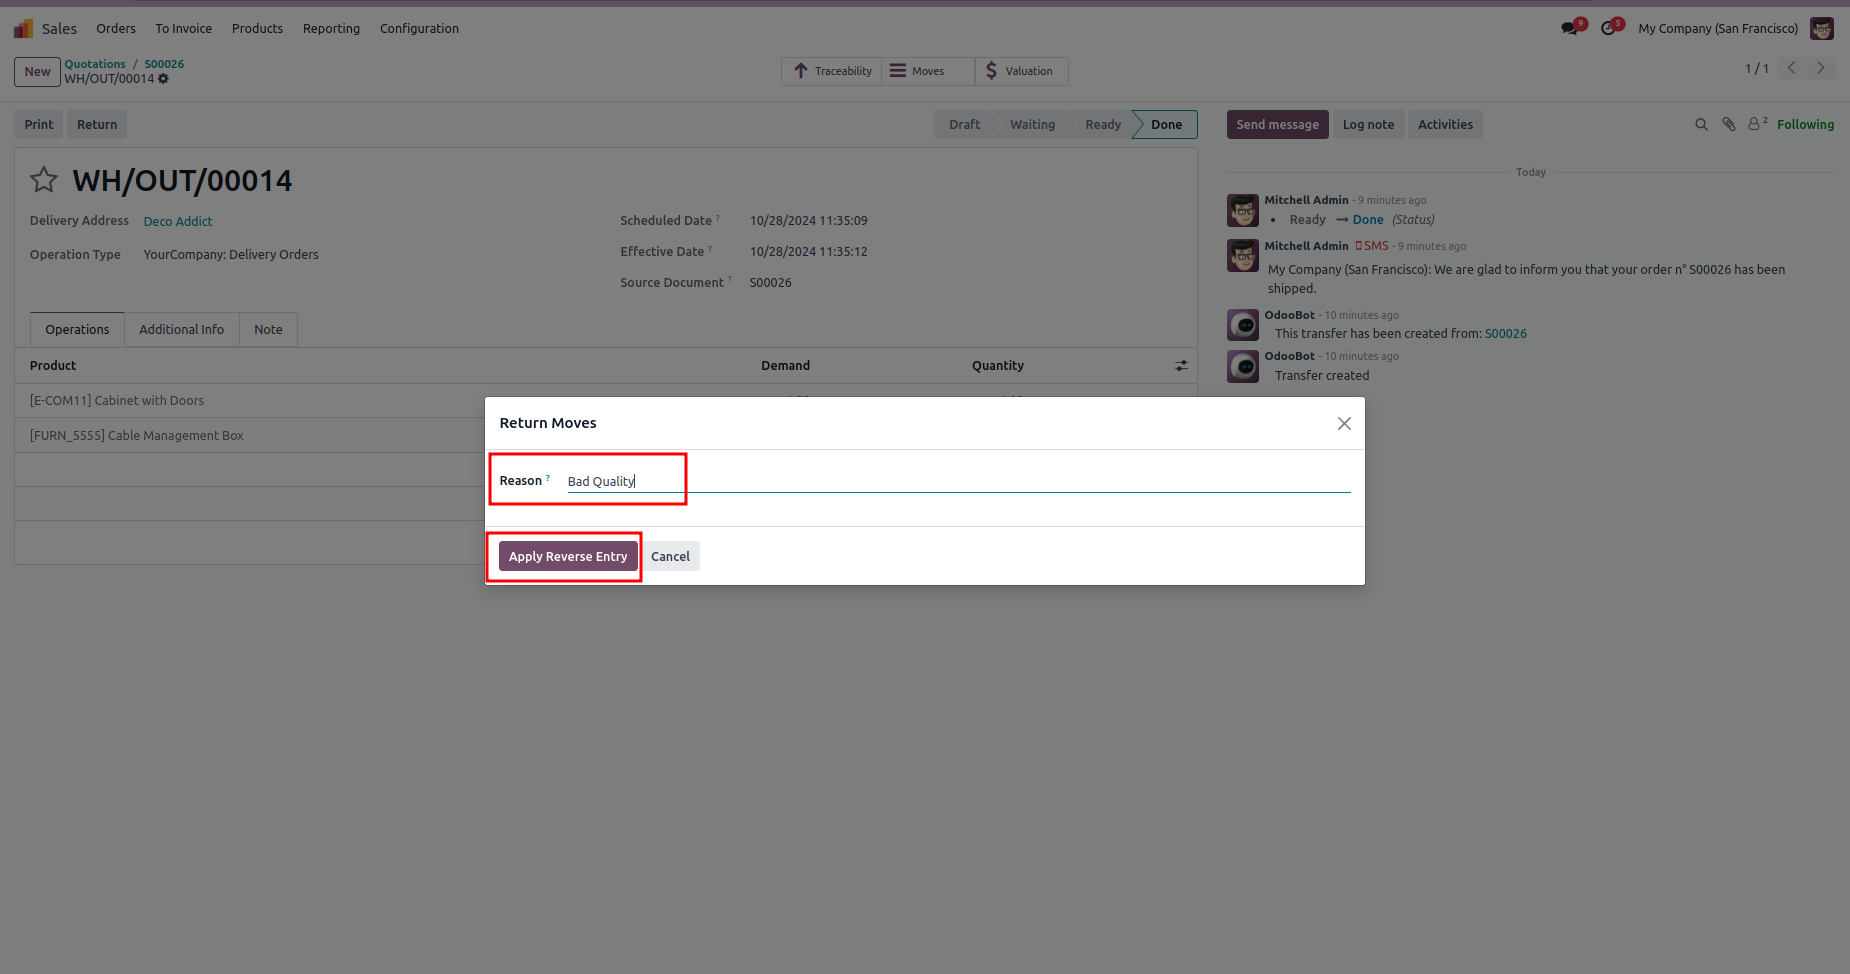 Sales Orders To Invoice Products Reporting Configuration 9 5 My Company (San Francisco)
New Quotations / S00026
WH/OUT/00014
Traceability Moves Valuation 1 / 1
Print Return Draft Waiting Ready Done Send message Log note Activities 2 Following
WH/OUT/00014
Delivery Address Deco Addict
Operation Type YourCompany: Delivery Orders
Scheduled Date ? 10/28/2024 11:35:09
Effective Date ? 10/28/2024 11:35:12
Source Document ? S00026
Operations Additional Info Note
Product Demand Quantity
[E-COM11] Cabinet with Doors
[FURN_5555] Cable Management Box
Today
Mitchell Admin - 9 minutes ago
• Ready → Done (Status)
Mitchell Admin SMS - 9 minutes ago
My Company (San Francisco): We are glad to inform you that your order n° S00026 has been
shipped.
OdooBot - 10 minutes ago
This transfer has been created from: S00026
OdooBot - 10 minutes ago
Transfer created
Return Moves
Reason ? Bad Quality
Apply Reverse Entry Cancel